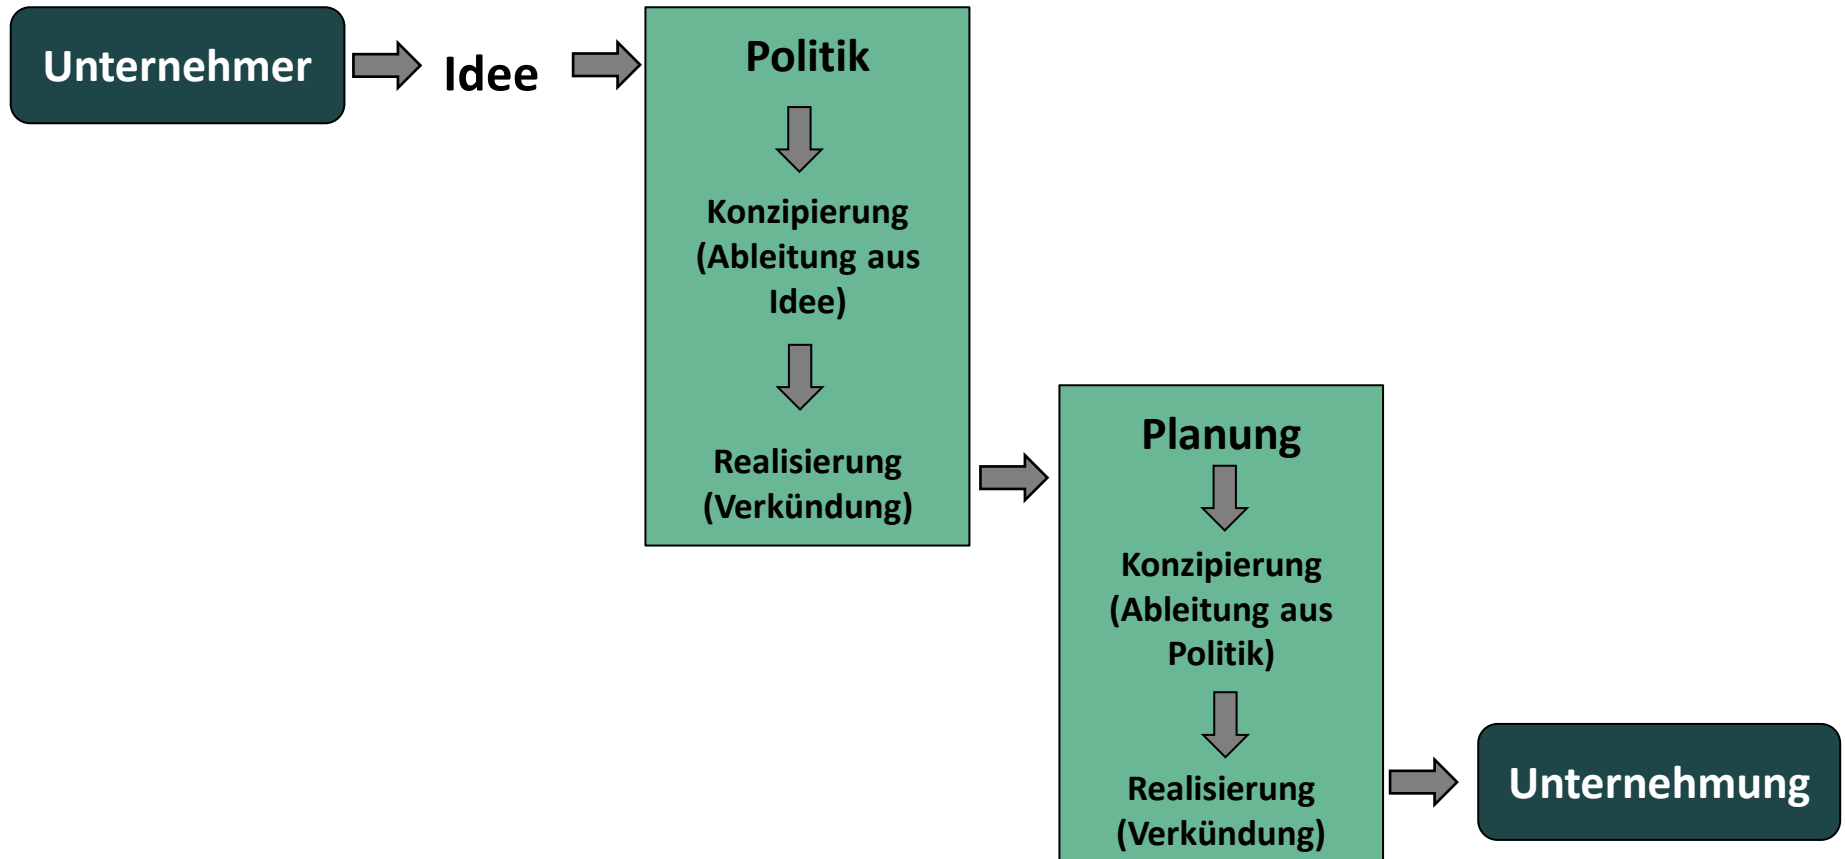 Unternehmer
Idee
Politik
Konzipierung
(Ableitung aus
Idee)
Realisierung
(Verkündung)
Planung
Konzipierung
(Ableitung aus
Politik)
Realisierung
(Verkündung)
Unternehmung